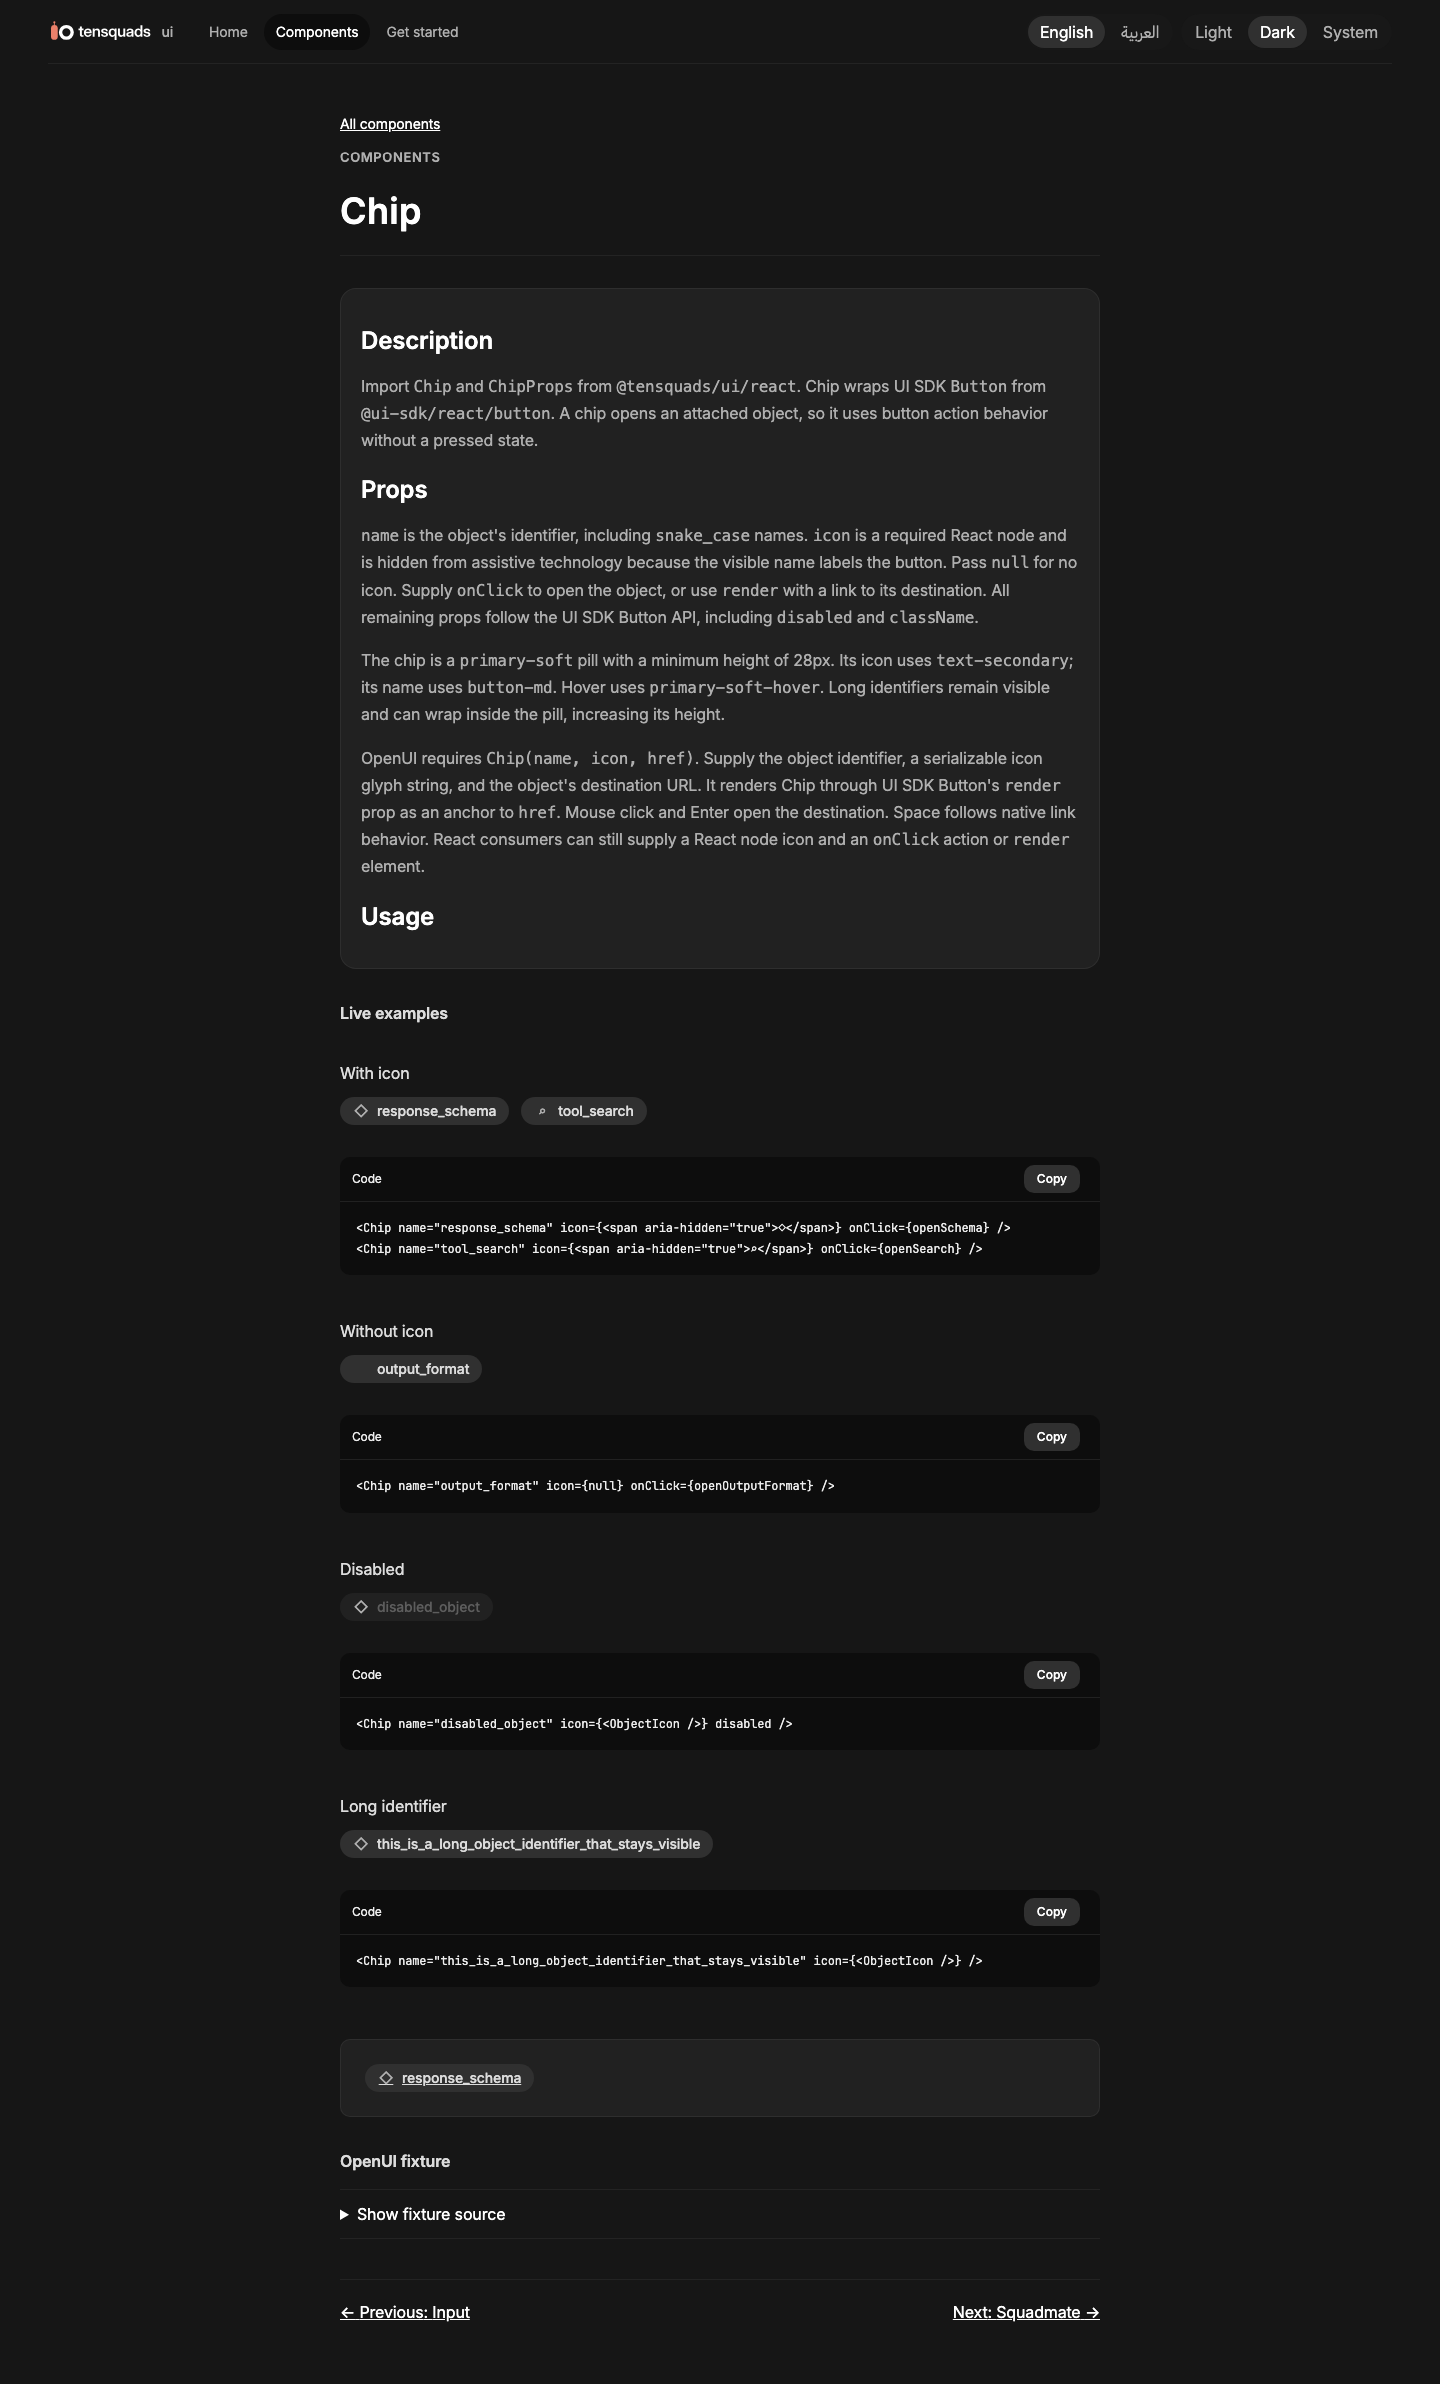 tensquads ui Home Components Get started English العربية Light Dark System
All components
COMPONENTS
Chip
Description
Import Chip and ChipProps from @tensquads/ui/react. Chip wraps UI SDK Button from
@ui-sdk/react/button. A chip opens an attached object, so it uses button action behavior
without a pressed state.
Props
name is the object's identifier, including snake_case names. icon is a required React node and
is hidden from assistive technology because the visible name labels the button. Pass null for no
icon. Supply onClick to open the object, or use render with a link to its destination. All
remaining props follow the UI SDK Button API, including disabled and className.
The chip is a primary-soft pill with a minimum height of 28px. Its icon uses text-secondary;
its name uses button-md. Hover uses primary-soft-hover. Long identifiers remain visible
and can wrap inside the pill, increasing its height.
OpenUI requires Chip(name, icon, href). Supply the object identifier, a serializable icon
glyph string, and the object's destination URL. It renders Chip through UI SDK Button's render
prop as an anchor to href. Mouse click and Enter open the destination. Space follows native link
behavior. React consumers can still supply a React node icon and an onClick action or render
element.
Usage
Live examples
With icon
◇ response_schema ⌕ tool_search
Code Copy
<Chip name="response_schema" icon={<span aria-hidden="true">◇</span>} onClick={openSchema} />
<Chip name="tool_search" icon={<span aria-hidden="true">⌕</span>} onClick={openSearch} />
Without icon
output_format
Code Copy
<Chip name="output_format" icon={null} onClick={openOutputFormat} />
Disabled
◇ disabled_object
Code Copy
<Chip name="disabled_object" icon={<ObjectIcon />} disabled />
Long identifier
◇ this_is_a_long_object_identifier_that_stays_visible
Code Copy
<Chip name="this_is_a_long_object_identifier_that_stays_visible" icon={<ObjectIcon />} />
◇ response_schema
OpenUI fixture
▶ Show fixture source
← Previous: Input Next: Squadmate →